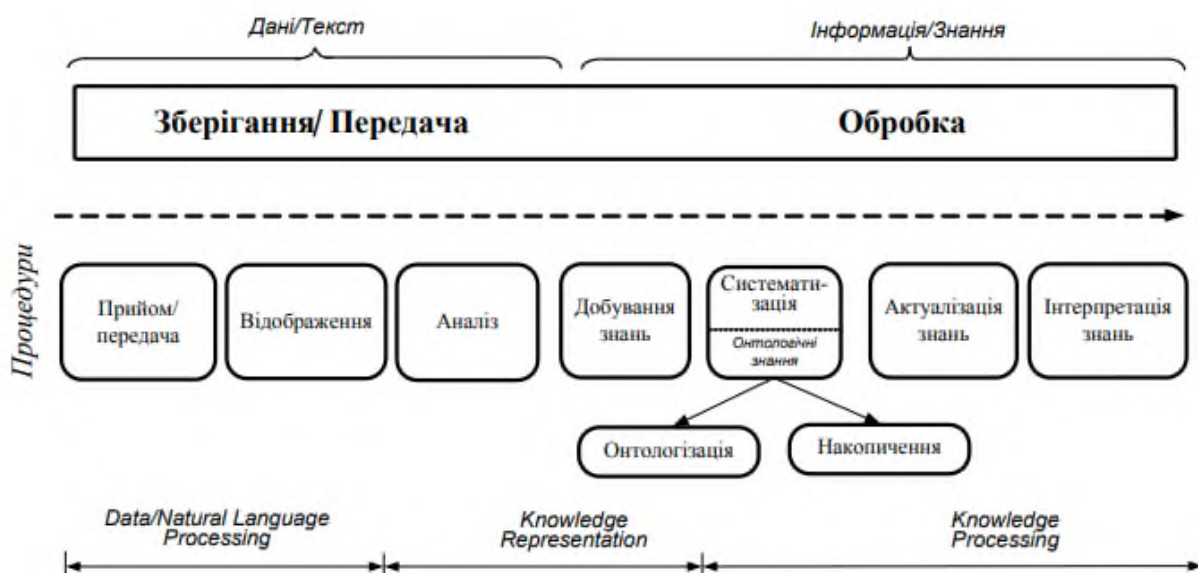 Дані/Текст
Інформація/Знання
Зберігання/ Передача
Обробка
Процедури
Прийом/
передача
Відображення
Аналіз
Добування
знань
Системати-
зація
Онтологічні
знання
Актуалізація
знань
Інтерпретація
знань
Онтологізація
Накопичення
Data/Natural Language
Processing
Knowledge
Representation
Knowledge
Processing